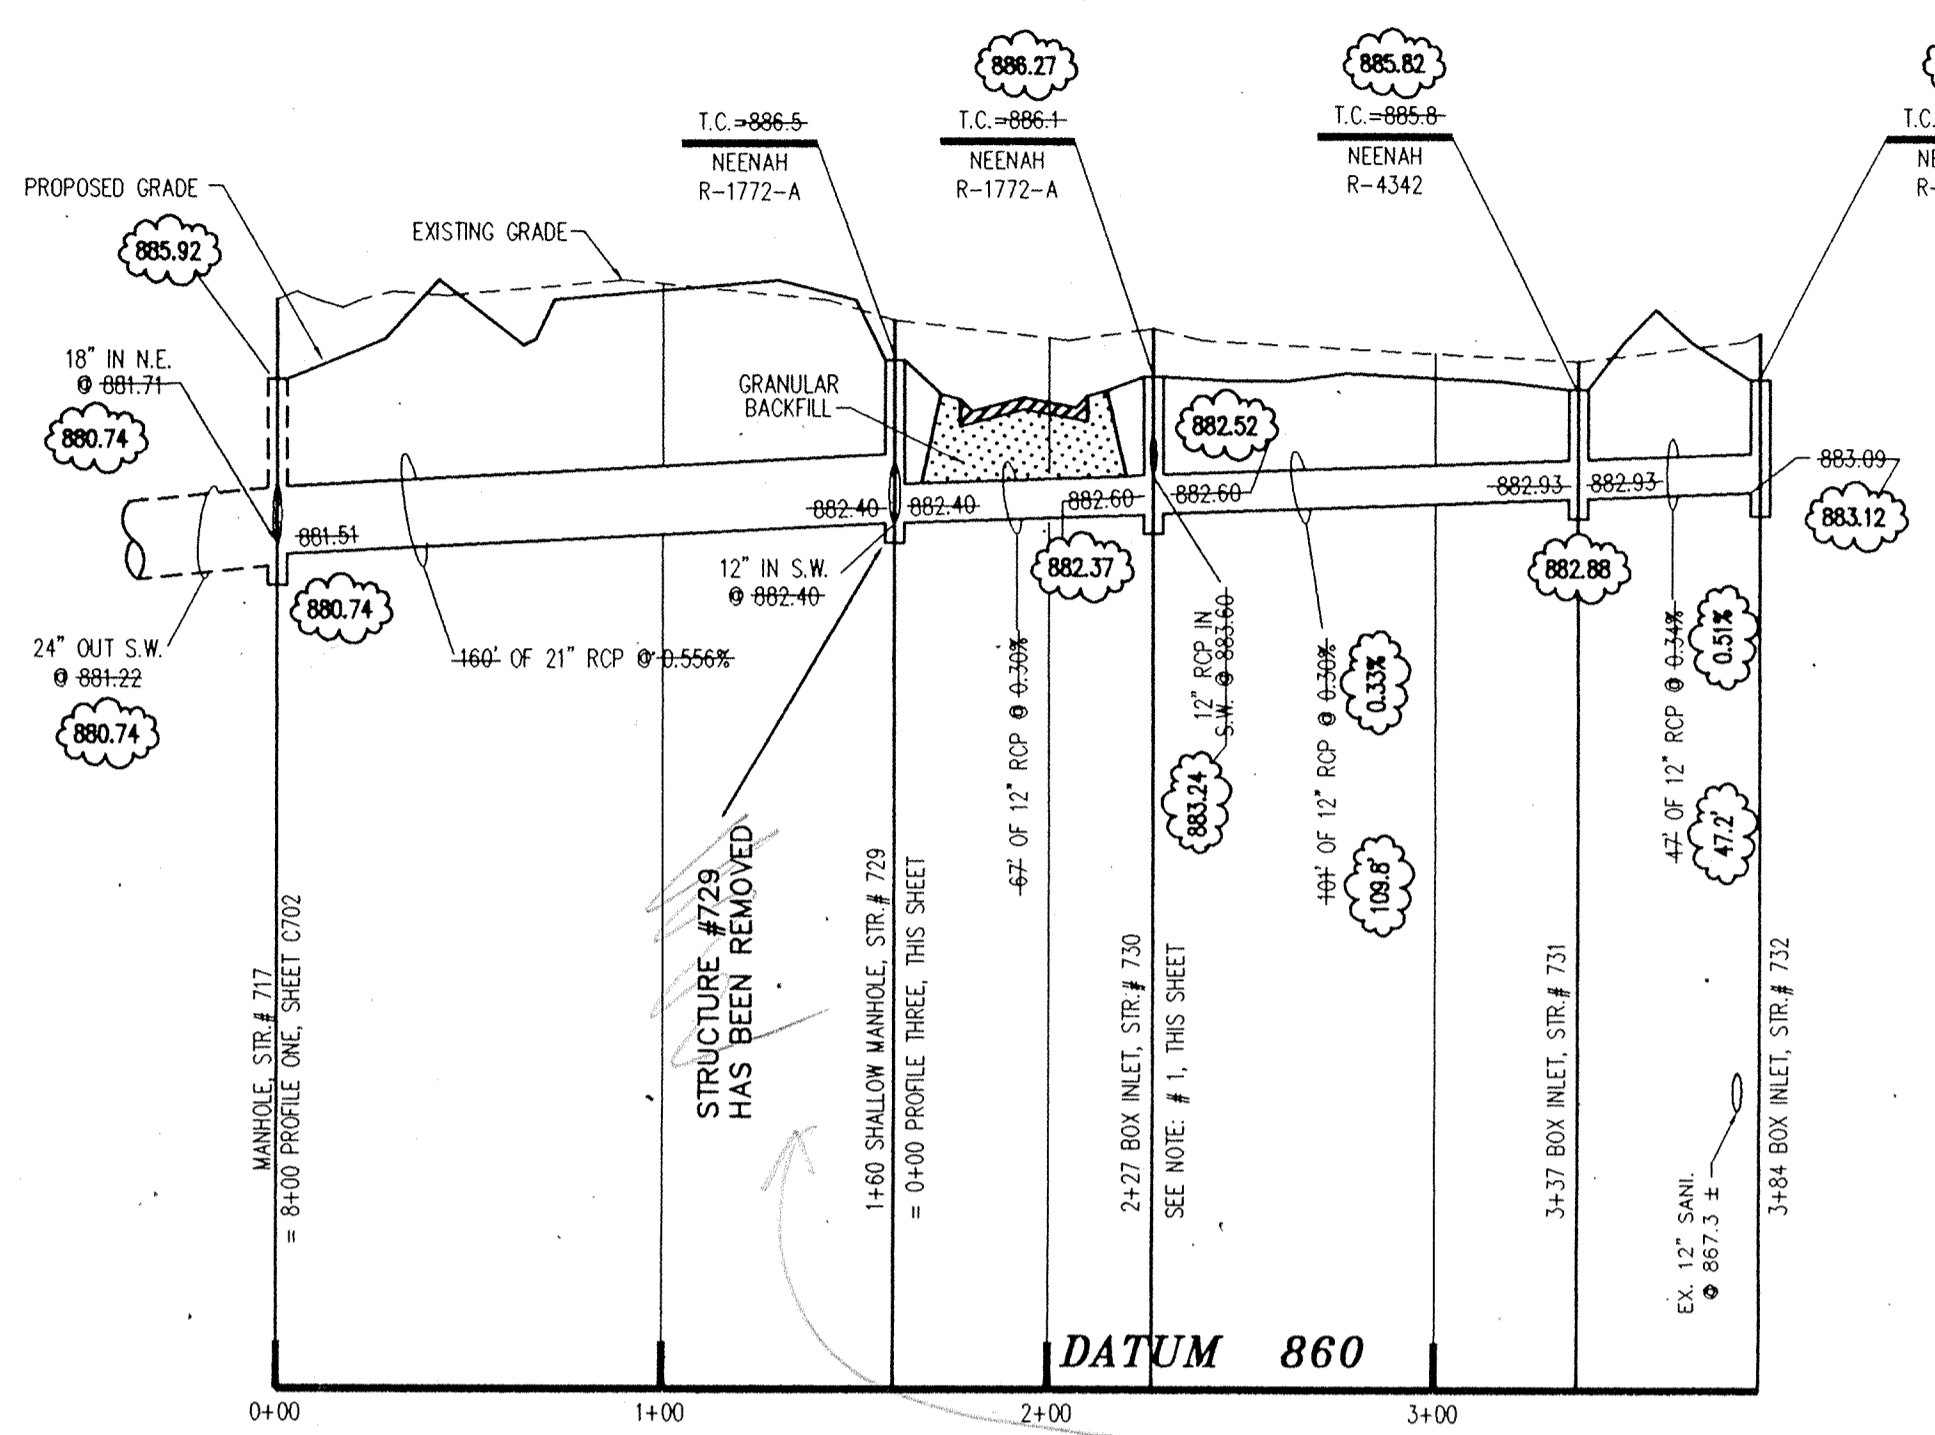 886.27
885.82
T.C.=886.5
NEENAH
R-1772-A
T.C.=886.1
NEENAH
R-1772-A
T.C.=885.8
NEENAH
R-4342
T.C.
PROPOSED GRADE
885.92
EXISTING GRADE
18" IN N.E.
@ 881.71
880.74
GRANULAR
BACKFILL
882.52
881.51
882.40
882.40
882.60
882.60
882.93
882.93
883.09
883.12
880.74
12" IN S.W.
@ 882.40
882.37
882.88
24" OUT S.W.
@ 881.22
880.74
160' OF 21" RCP @ 0.556%
67' OF 12" RCP @ 0.30%
12" RCP IN
S.W. @ 883.60
883.24
101' OF 12" RCP @ 0.30%
0.33%
109.8'
47' OF 12" RCP @ 0.34%
0.51%
47.2'
MANHOLE, STR.# 717
= 8+00 PROFILE ONE, SHEET C702
STRUCTURE #729
HAS BEEN REMOVED
1+60 SHALLOW MANHOLE, STR.# 729
= 0+00 PROFILE THREE, THIS SHEET
2+27 BOX INLET, STR.# 730
SEE NOTE: # 1, THIS SHEET
3+37 BOX INLET, STR.# 731
EX. 12" SANI.
@ 867.3 ±
3+84 BOX INLET, STR.# 732
DATUM 860
0+00
1+00
2+00
3+00